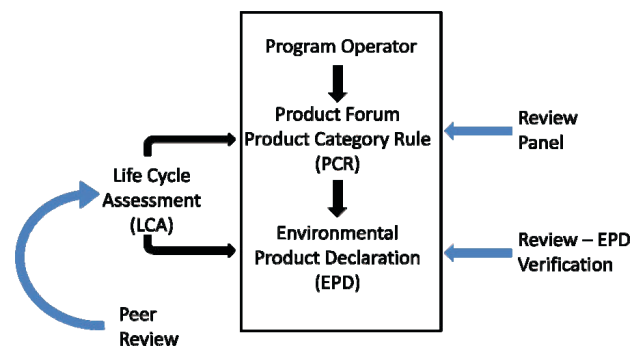 Program Operator
Product Forum
Product Category Rule
(PCR)
Review
Panel
Life Cycle
Assessment
(LCA)
Environmental
Product Declaration
(EPD)
Review – EPD
Verification
Peer
Review